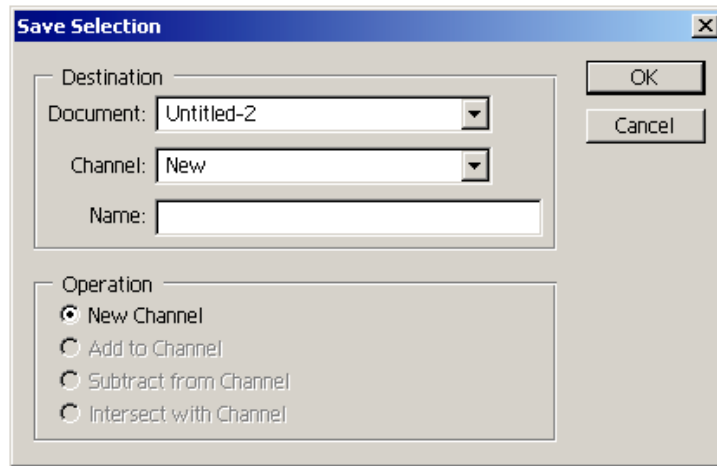 Save Selection
Destination
Document: Untitled-2
Channel: New
Name:
OK
Cancel
Operation
New Channel
Add to Channel
Subtract from Channel
Intersect with Channel